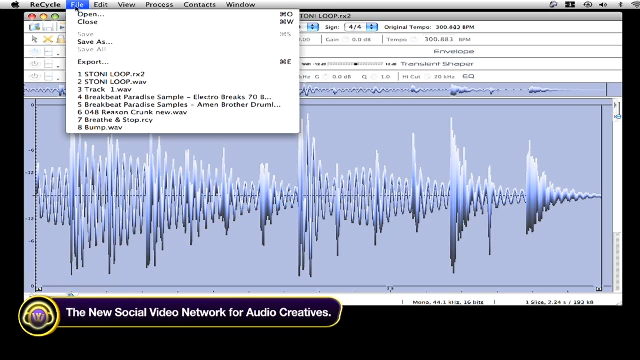 ReCycle File Edit View Process Contacts Window
Open... ⌘O
Close ⌘W
Save ⌘S
Save As...
Save All
Export... ⌘E
1 STONI LOOP.rx2
2 STONI LOOP.wav
3 Track 1.wav
4 Breakbeat Paradise Samples - Electro Breaks 70 B...
5 Breakbeat Paradise Samples - Amen Brother DrumL...
6 048 Reason Crunk new.wav
7 Breathe & Stop.rcy
8 Bump.wav
STONI LOOP.rx2
Sign: 4/4 Original Tempo: 300.883 BPM
Gain: 0 dB Tempo: 300.883
Envelope
Transient Shaper
Hi Cut 20 kHz EQ
Mono, 44.1 kHz, 16 bits 1 Slice, 2.24 s / 193 kB
The New Social Video Network for Audio Creatives.